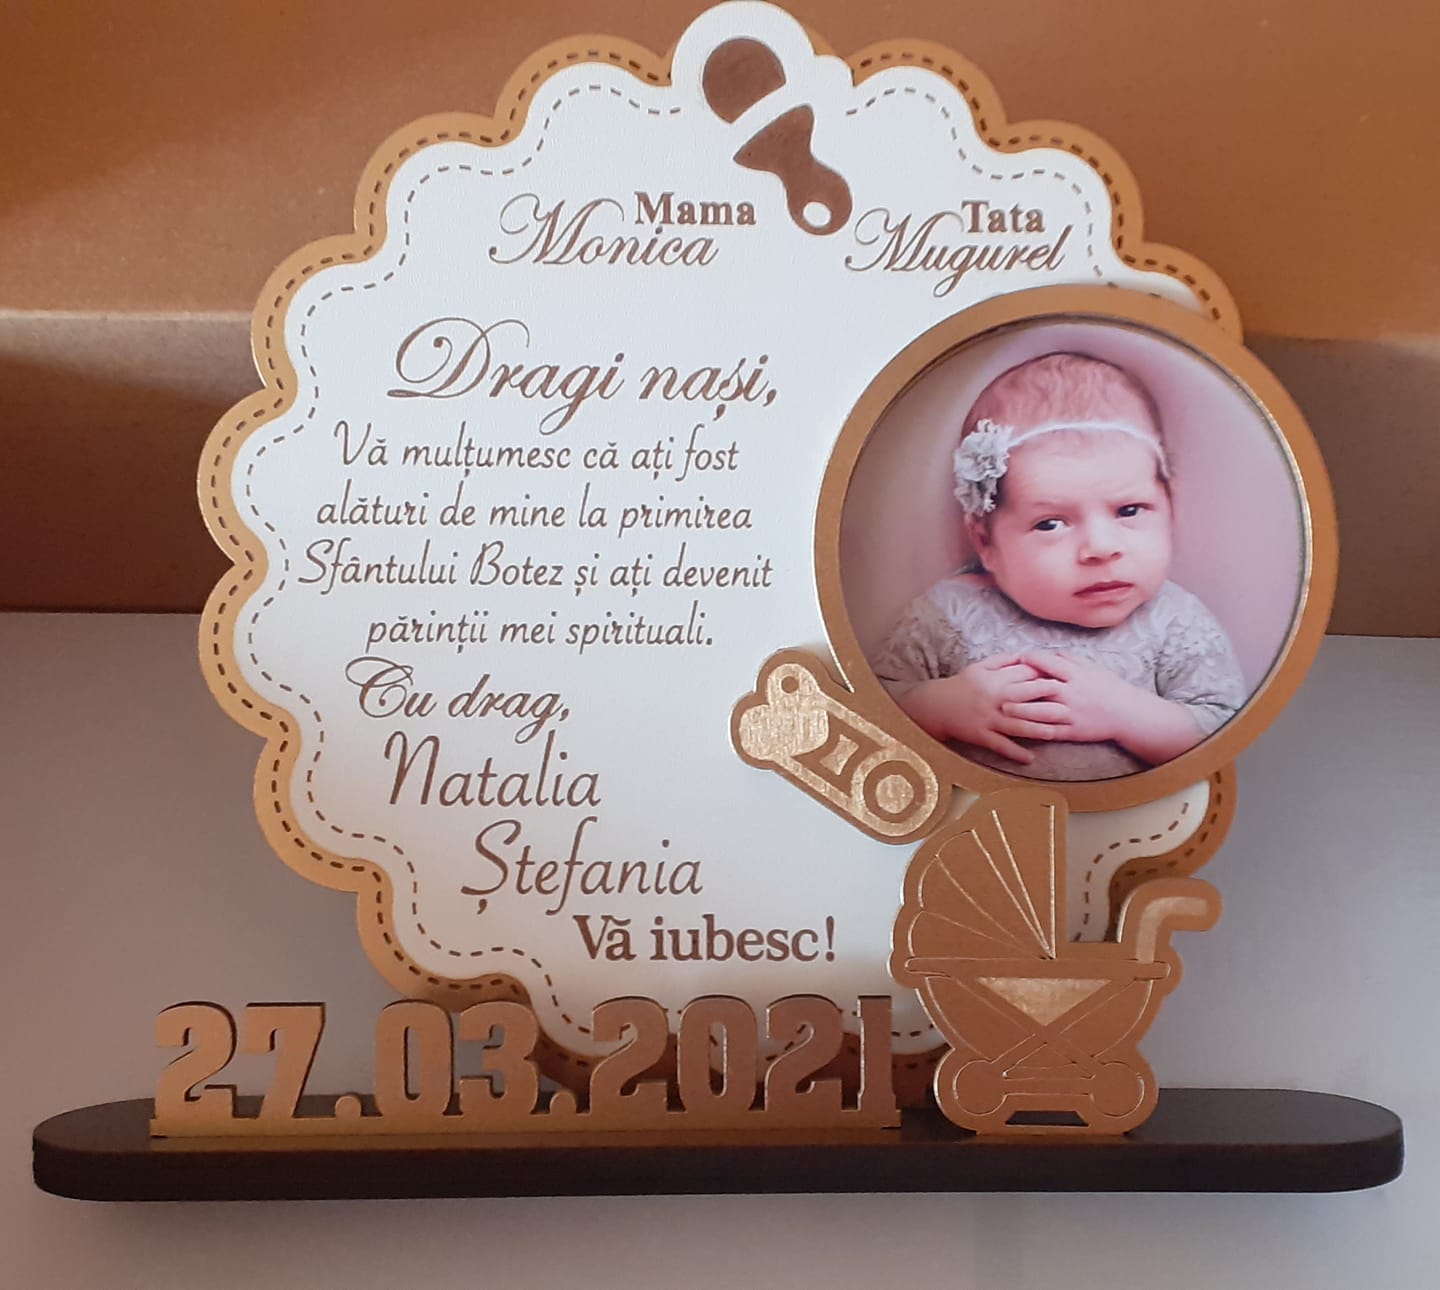 Mama Tata
Monica Mugurel
Dragi nași,
Vă mulțumesc că ați fost
alături de mine la primirea
Sfântului Botez și ați devenit
părinții mei spirituali.
Cu drag,
Natalia
Ștefania
Vă iubesc!
27.03.2021